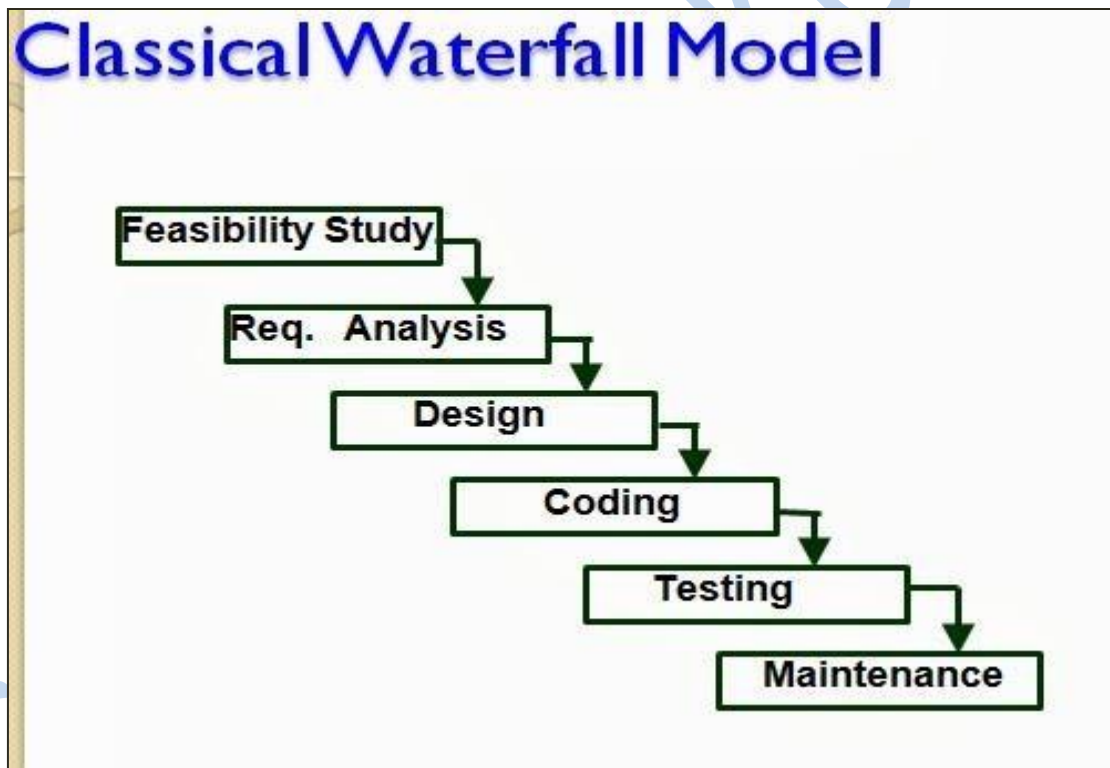 Classical Waterfall Model
Feasibility Study
Req. Analysis
Design
Coding
Testing
Maintenance